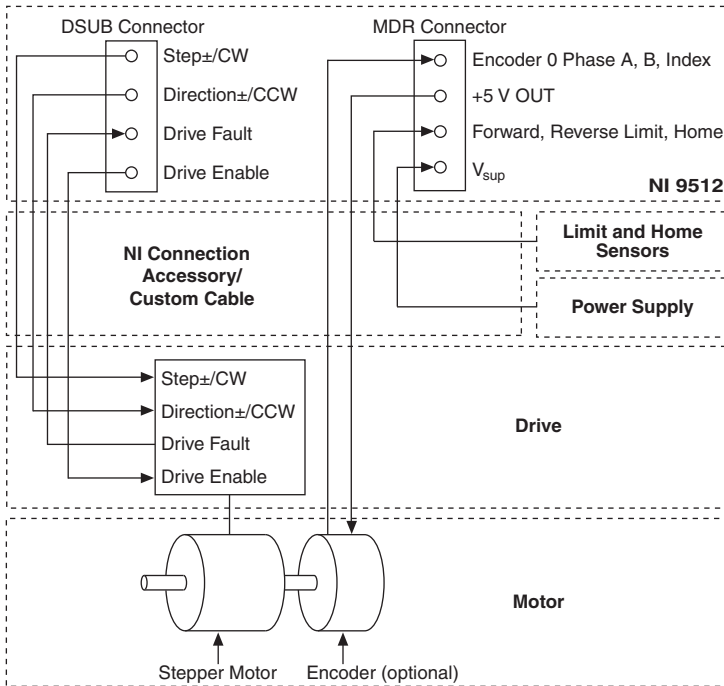 DSUB Connector
MDR Connector
Step±/CW
Direction±/CCW
Drive Fault
Drive Enable
Encoder 0 Phase A, B, Index
+5 V OUT
Forward, Reverse Limit, Home
Vsup
NI 9512
NI Connection
Accessory/
Custom Cable
Limit and Home
Sensors
Power Supply
Step±/CW
Direction±/CCW
Drive Fault
Drive Enable
Drive
Motor
Stepper Motor
Encoder (optional)